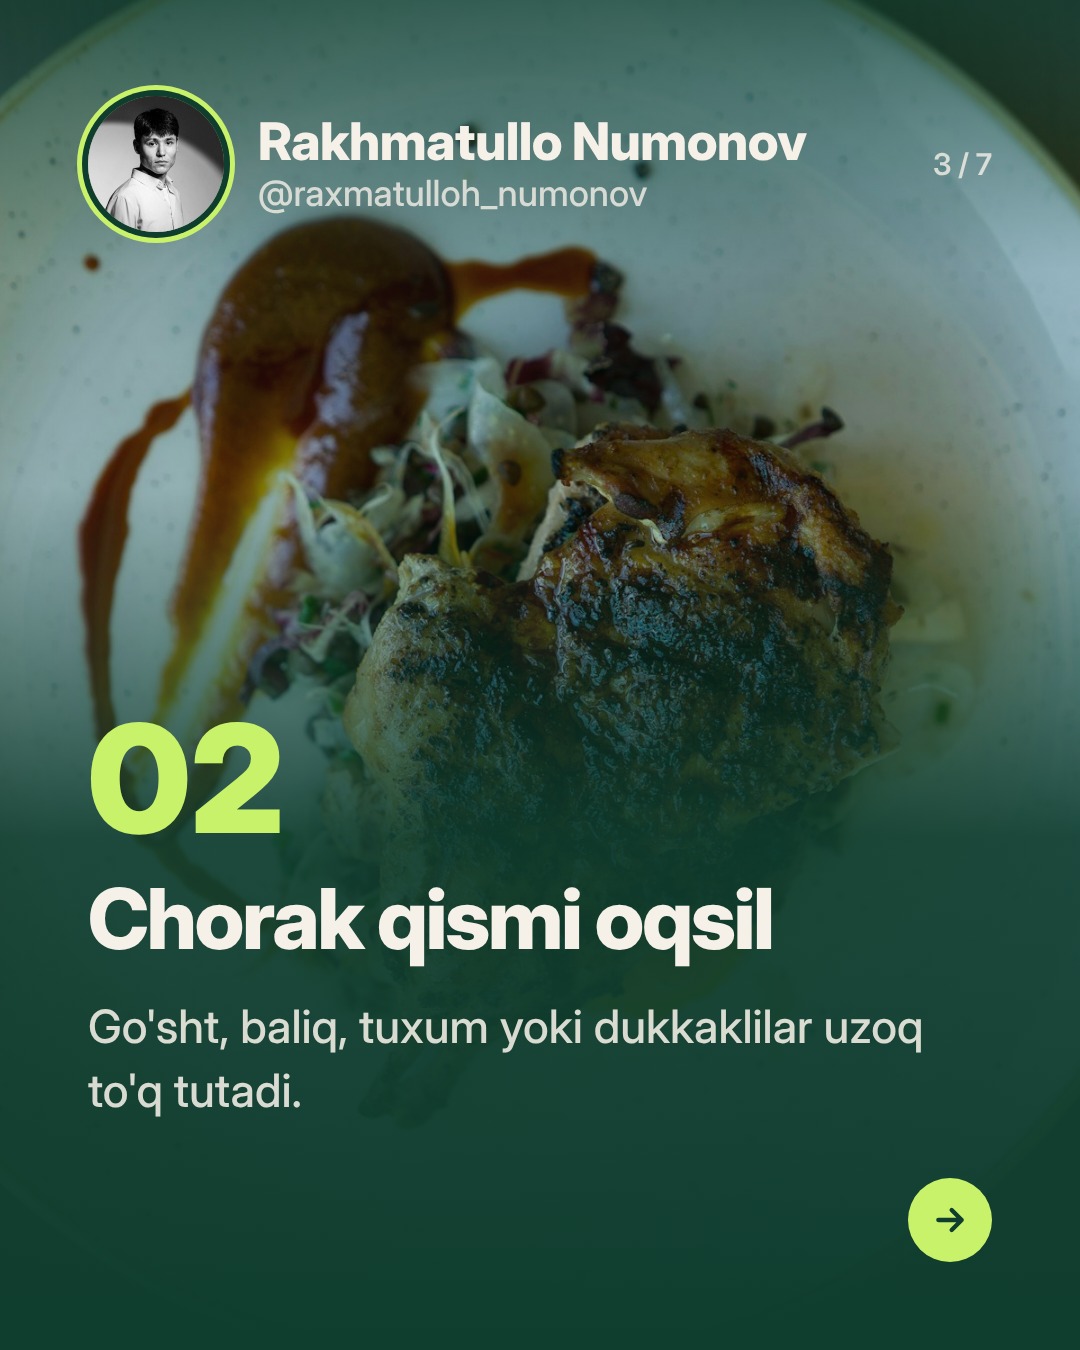 Rakhmatullo Numonov
@raxmatulloh_numonov
3 / 7
02
Chorak qismi oqsil
Go'sht, baliq, tuxum yoki dukkaklilar uzoq
to'q tutadi.